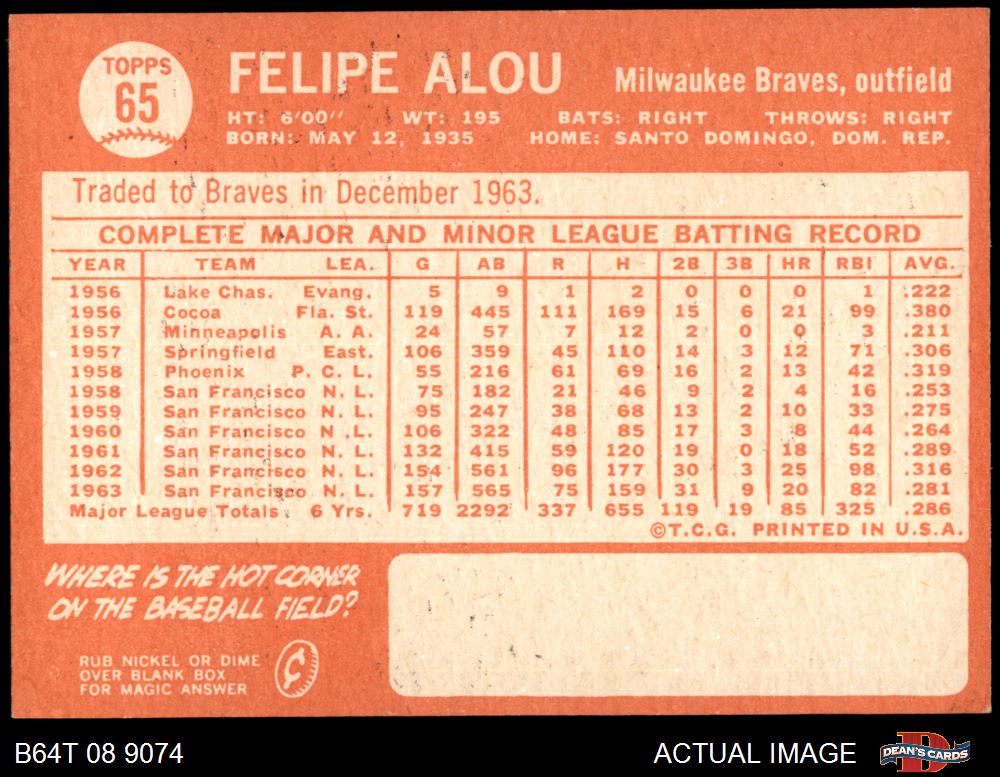 TOPPS
65
FELIPE ALOU Milwaukee Braves, outfield
HT: 6'00" WT: 195 BATS: RIGHT THROWS: RIGHT
BORN: MAY 12, 1935 HOME: SANTO DOMINGO, DOM. REP.
Traded to Braves in December 1963.
COMPLETE MAJOR AND MINOR LEAGUE BATTING RECORD
YEAR TEAM LEA. G AB R H 2B 3B HR RBI AVG.
1956 Lake Chas. Evang. 5 9 1 2 0 0 0 1 .222
1956 Cocoa Fla. St. 119 445 111 169 15 6 21 99 .380
1957 Minneapolis A. A. 24 57 7 12 2 0 0 3 .211
1957 Springfield East. 106 359 45 110 14 3 12 71 .306
1958 Phoenix P. C. L. 55 216 61 69 16 2 13 42 .319
1958 San Francisco N. L. 75 182 21 46 9 2 4 16 .253
1959 San Francisco N. L. 95 247 38 68 13 2 10 33 .275
1960 San Francisco N .L. 106 322 48 85 17 3 8 44 .264
1961 San Francisco N. L. 132 415 59 120 19 0 18 52 .289
1962 San Francisco N. L. 154 561 96 177 30 3 25 98 .316
1963 San Francisco N. L. 157 565 75 159 31 9 20 82 .281
Major League Totals 6 Yrs. 719 2292 337 655 119 19 85 325 .286
©T.C.G. PRINTED IN U.S.A.
WHERE IS THE HOT CORNER
ON THE BASEBALL FIELD?
RUB NICKEL OR DIME
OVER BLANK BOX
FOR MAGIC ANSWER
¢
B64T 08 9074 ACTUAL IMAGE DEAN'S CARDS